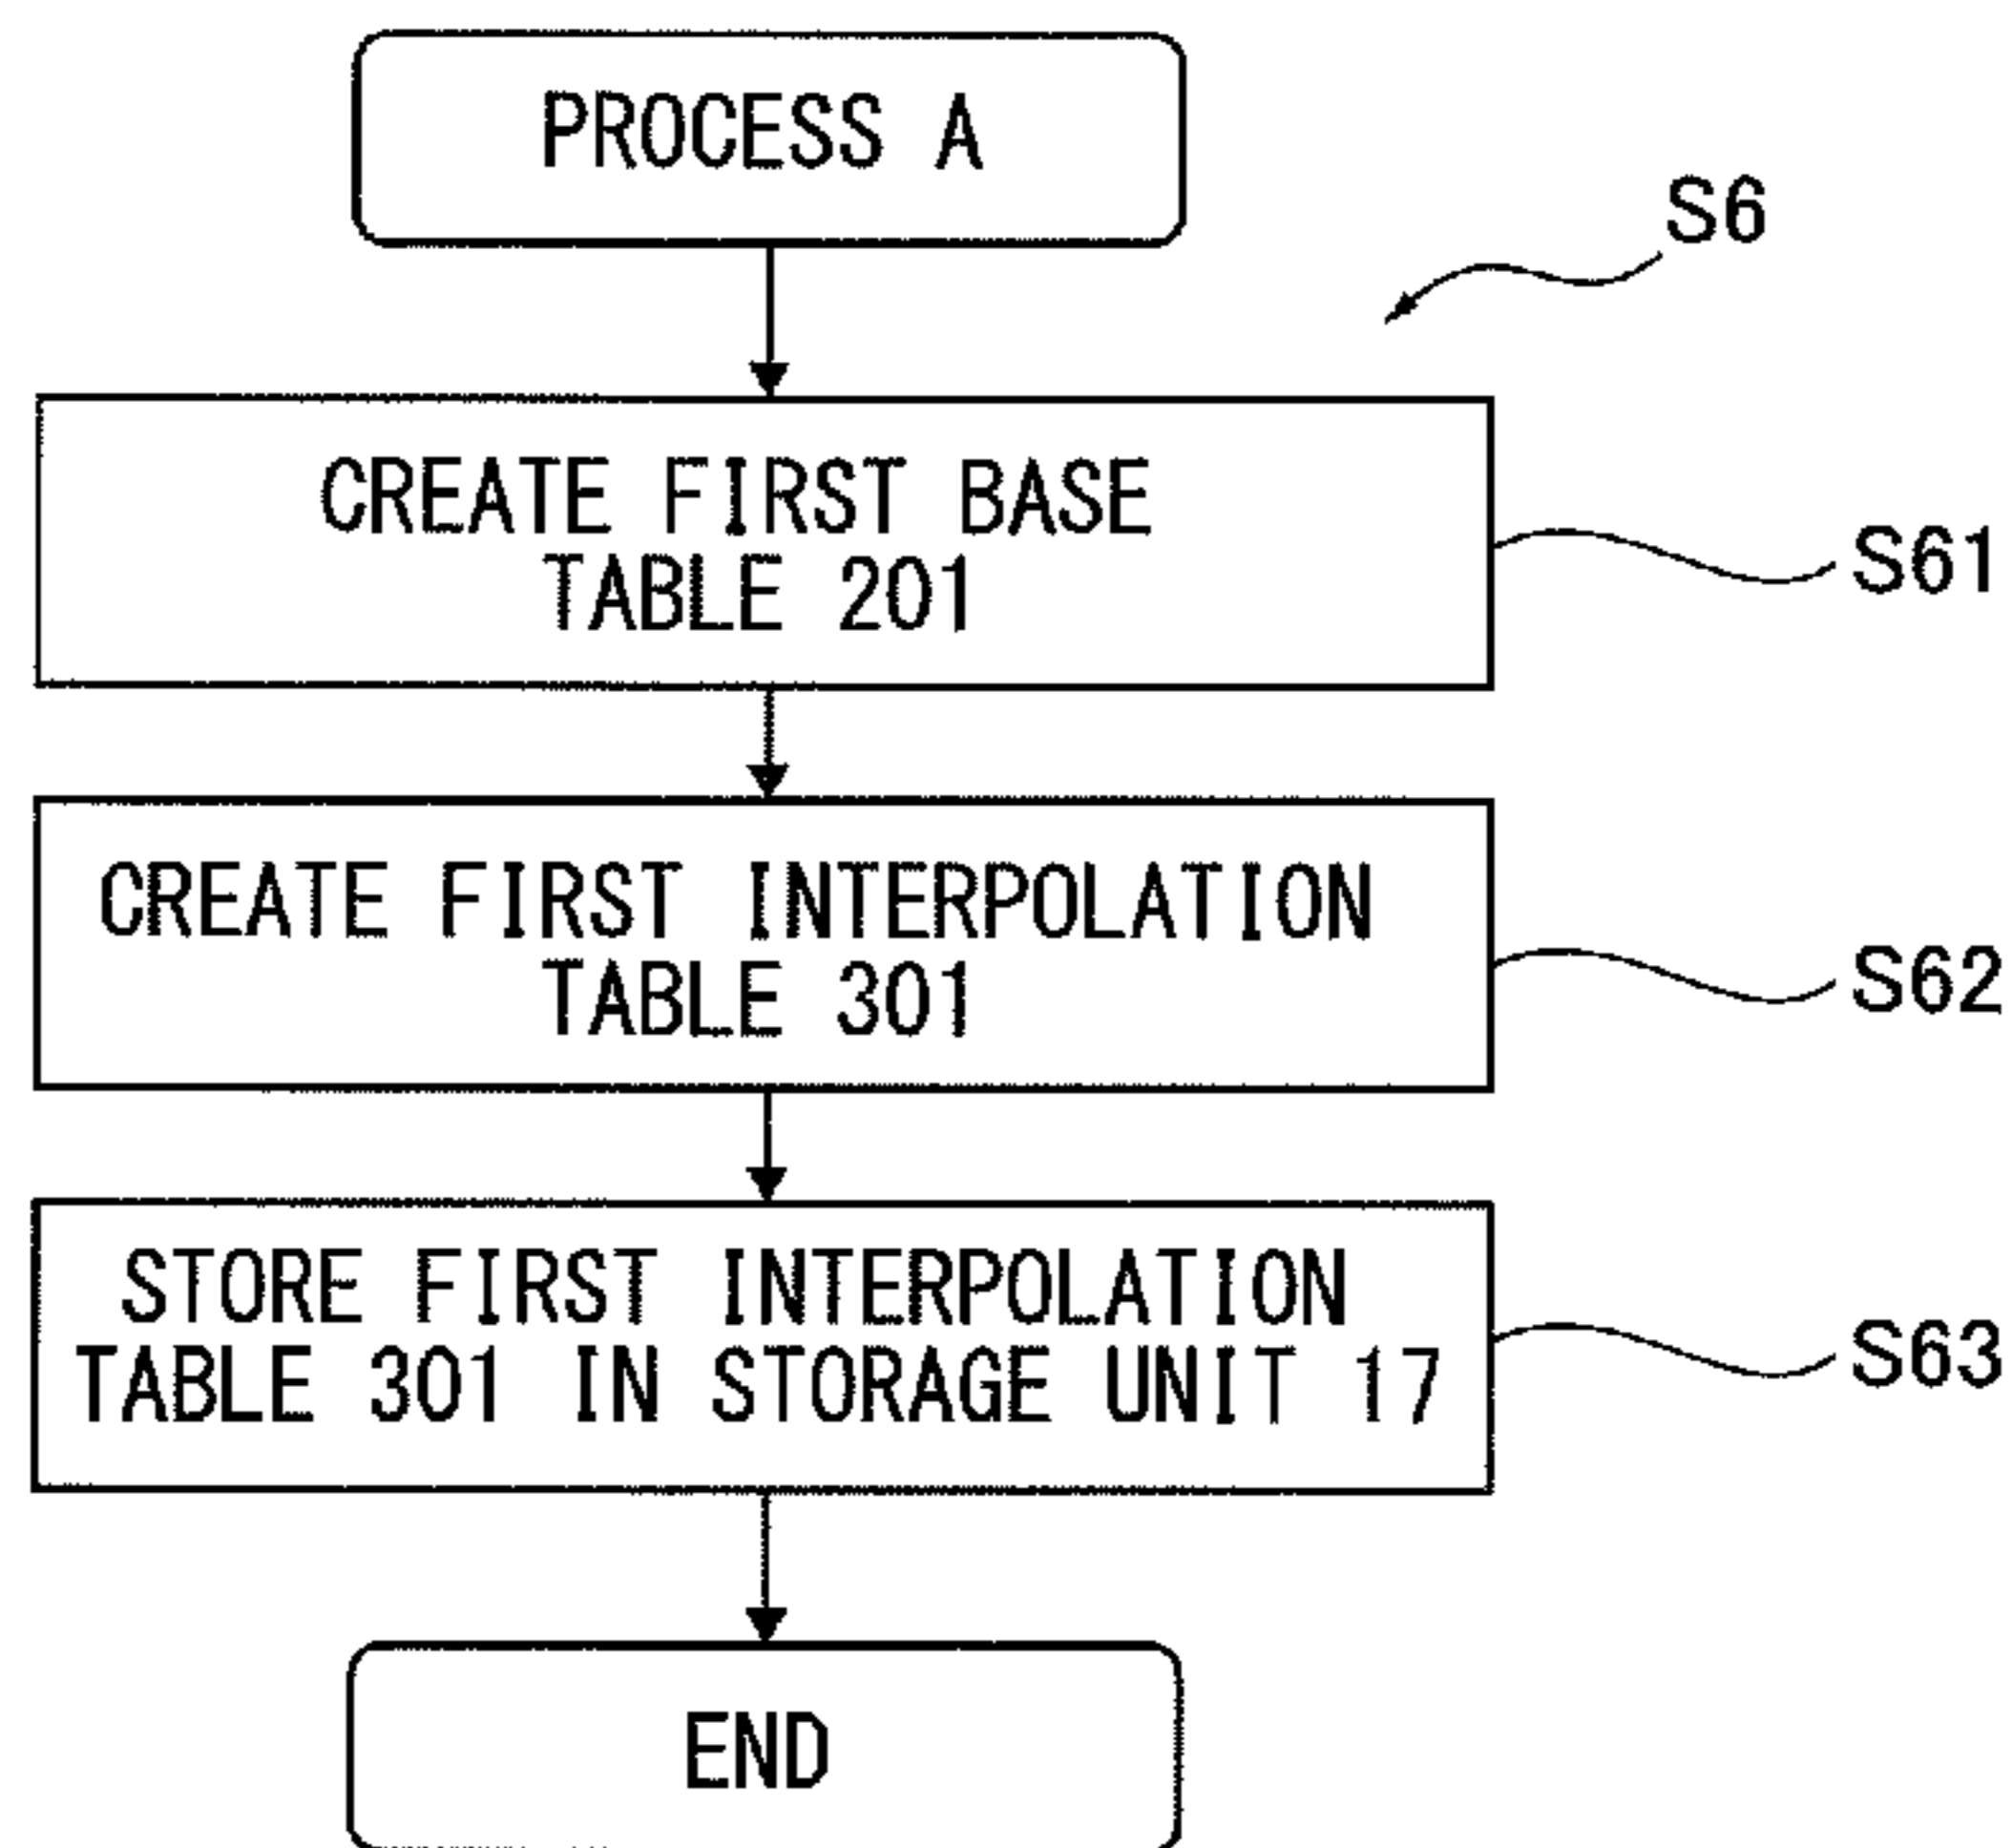 PROCESS A
S6
CREATE FIRST BASE
TABLE 201
S61
CREATE FIRST INTERPOLATION
TABLE 301
S62
STORE FIRST INTERPOLATION
TABLE 301 IN STORAGE UNIT 17
S63
END